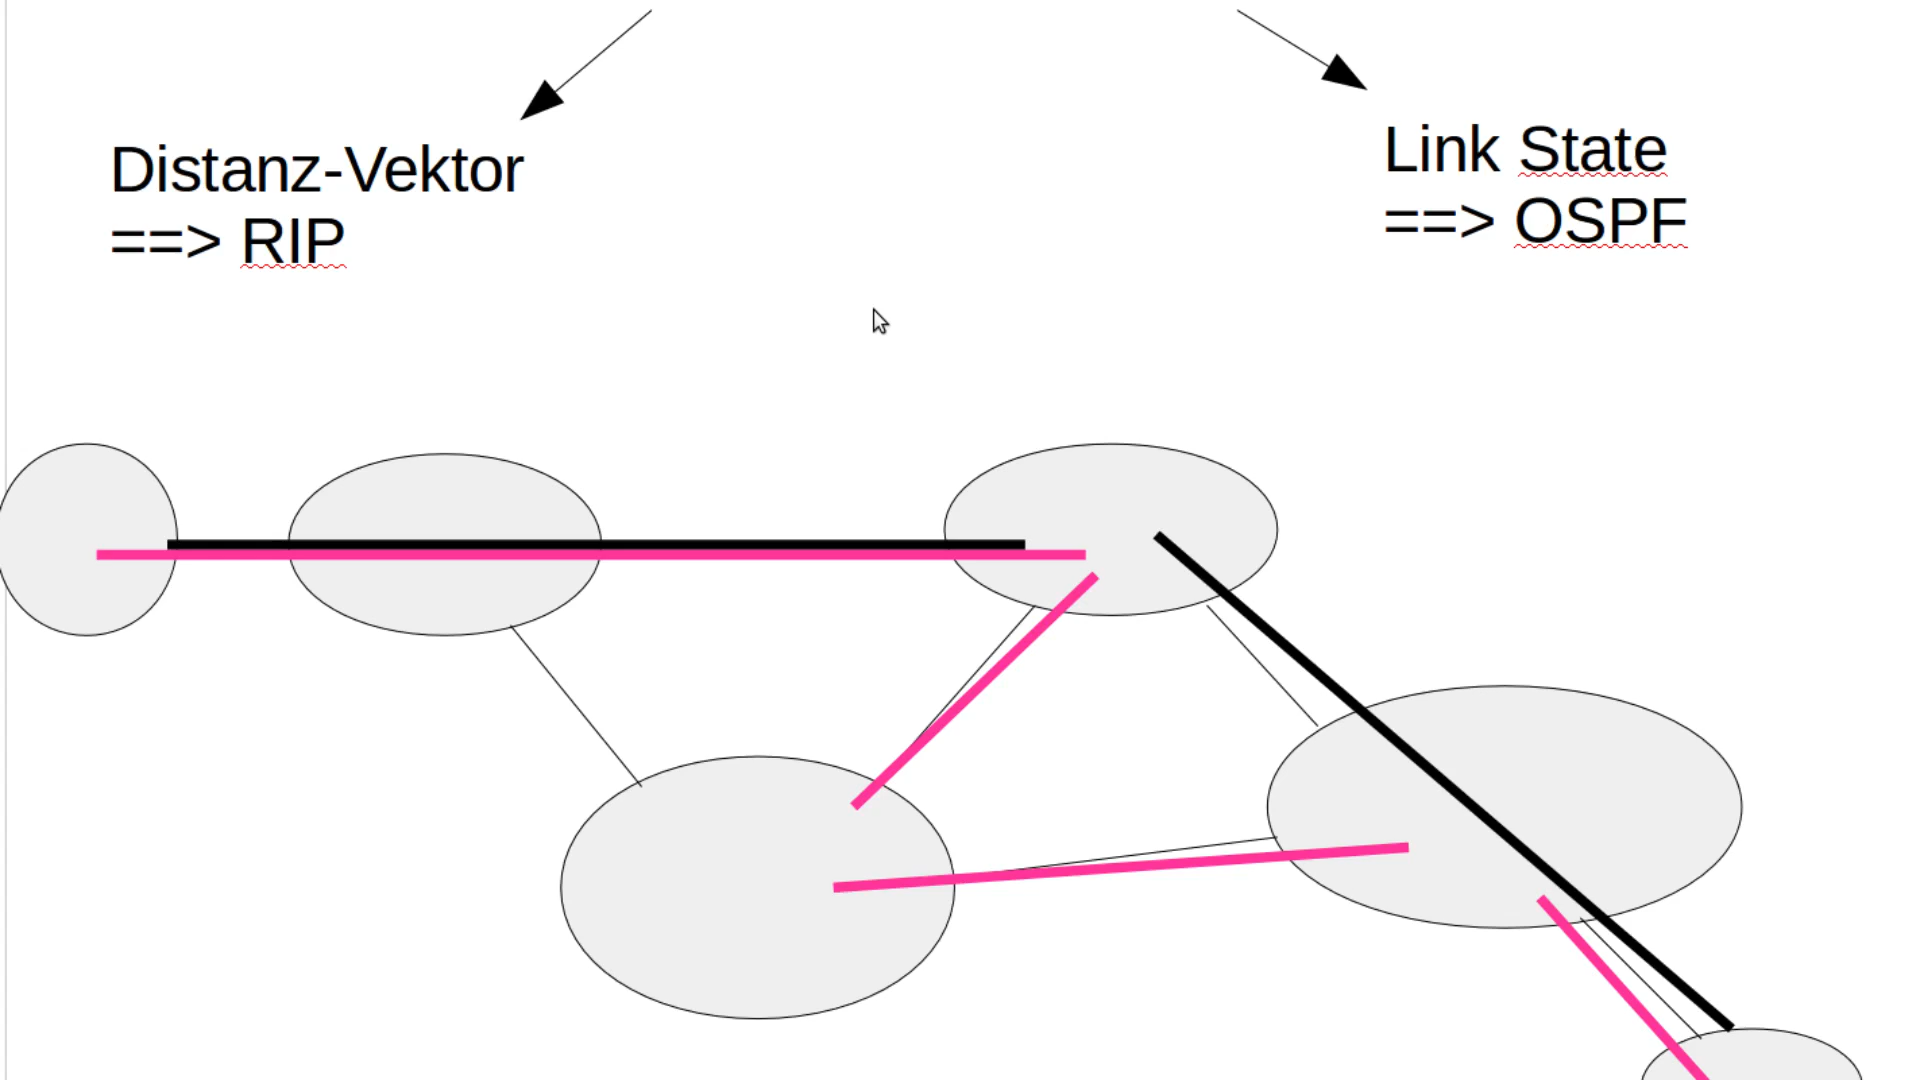 Distanz-Vektor
==> RIP
Link State
==> OSPF